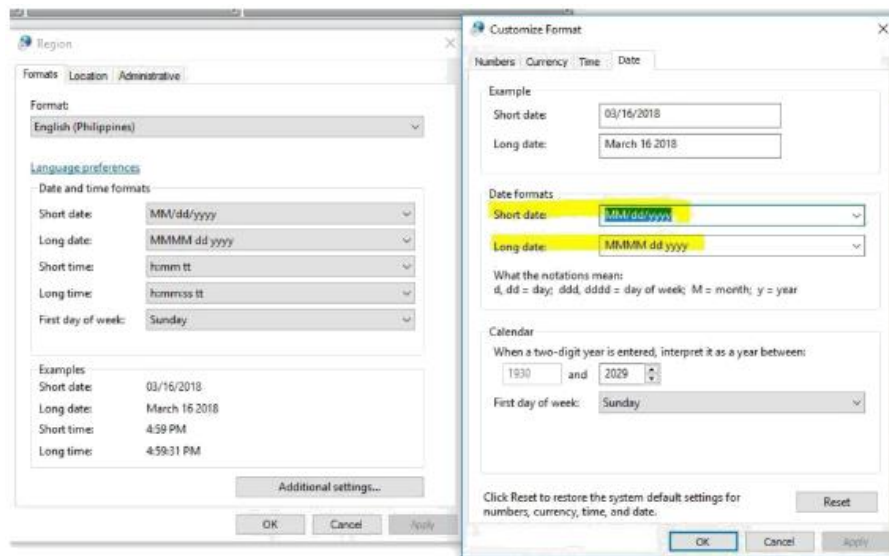 Region
Formats Location Administrative
Format:
English (Philippines)
Language preferences
Date and time formats
Short date: MM/dd/yyyy
Long date: MMMM dd yyyy
Short time: h:mm tt
Long time: h:mm:ss tt
First day of week: Sunday
Examples
Short date: 03/16/2018
Long date: March 16 2018
Short time: 4:59 PM
Long time: 4:59:31 PM
Additional settings...
OK Cancel Apply
Customize Format
Numbers Currency Time Date
Example
Short date: 03/16/2018
Long date: March 16 2018
Date formats
Short date: MM/dd/yyyy
Long date: MMMM dd yyyy
What the notations mean:
d, dd = day; ddd, dddd = day of week; M = month; y = year
Calendar
When a two-digit year is entered, interpret it as a year between:
1930 and 2029
First day of week: Sunday
Click Reset to restore the system default settings for
numbers, currency, time, and date.
Reset
OK Cancel Apply